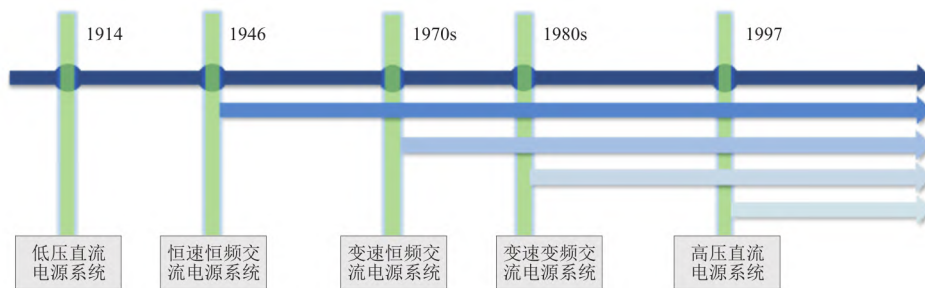 1914
1946
1970s
1980s
1997
低压直流
电源系统
恒速恒频交
流电源系统
变速恒频交
流电源系统
变速变频交
流电源系统
高压直流
电源系统